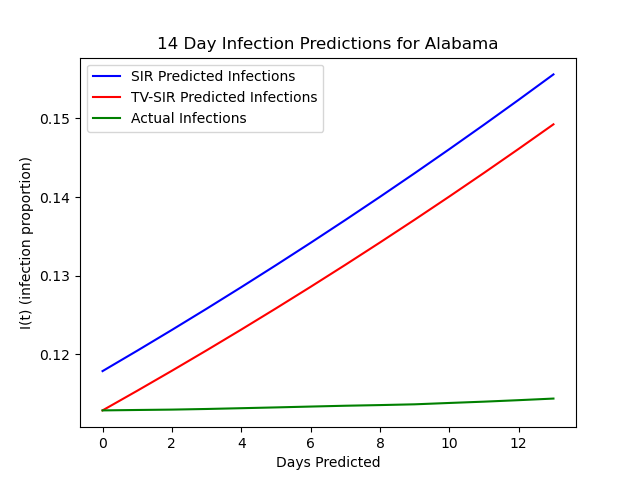 14 Day Infection Predictions for Alabama
SIR Predicted Infections
TV-SIR Predicted Infections
Actual Infections
I(t) (infection proportion)
0.15
0.14
0.13
0.12
0 2 4 6 8 10 12
Days Predicted